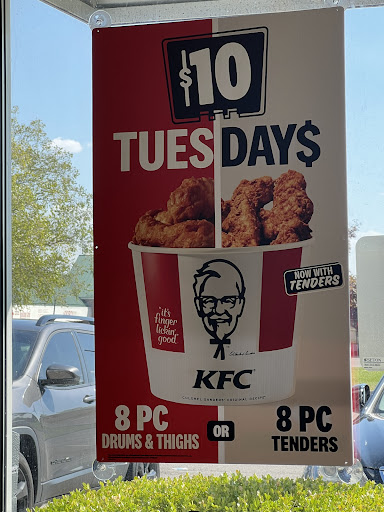 $10
TUESDAY$
NOW WITH
TENDERS
"it's
finger
lickin'
good"
KFC
8 PC
DRUMS & THIGHS
OR
8 PC
TENDERS